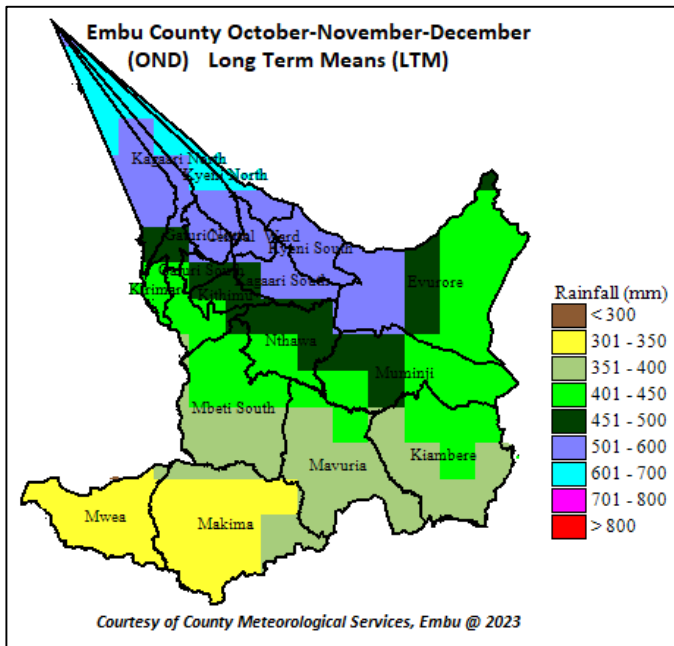 Embu County October-November-December
(OND) Long Term Means (LTM)
Kagaari North
Kyeni North
Gaturi Central Ward
Kyeni South
Gaturi South
Kagaari South
Evurore
Kirimari
Kithimu
Nthawa
Muminji
Mbeti South
Mavuria
Kiambere
Mwea
Makima
Rainfall (mm)
< 300
301 - 350
351 - 400
401 - 450
451 - 500
501 - 600
601 - 700
701 - 800
> 800
Courtesy of County Meteorological Services, Embu @ 2023